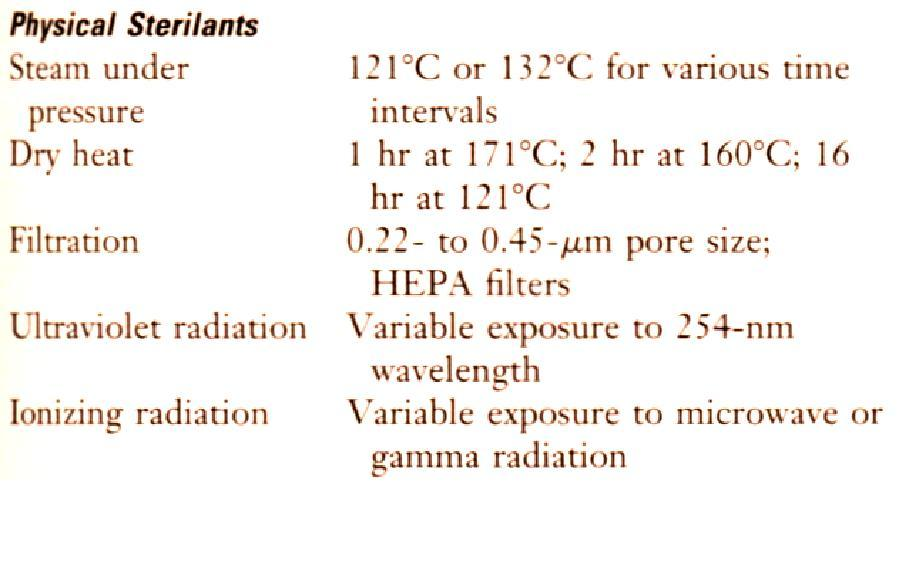 Physical Sterilants
Steam under 121°C or 132°C for various time
pressure intervals
Dry heat 1 hr at 171°C; 2 hr at 160°C; 16
hr at 121°C
Filtration 0.22- to 0.45-μm pore size;
HEPA filters
Ultraviolet radiation Variable exposure to 254-nm
wavelength
Ionizing radiation Variable exposure to microwave or
gamma radiation